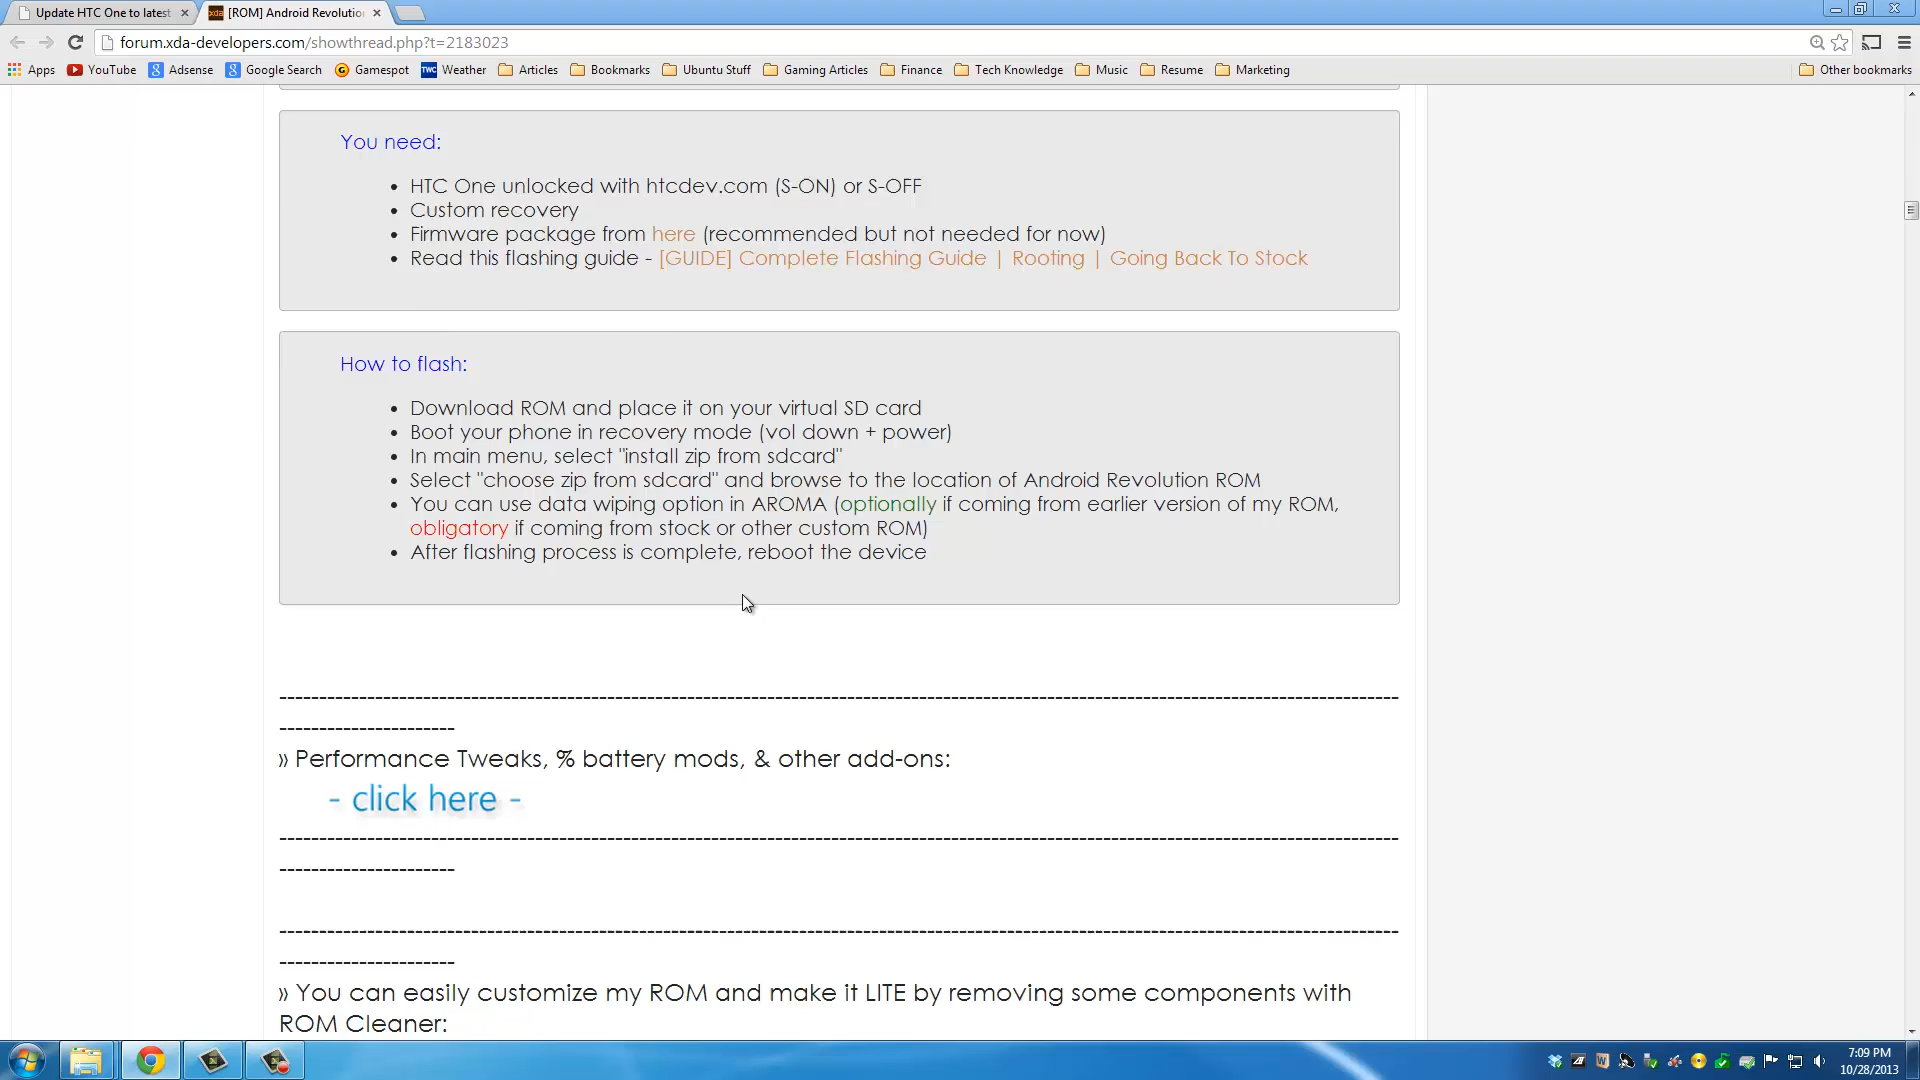 Update HTC One to latest
[ROM] Android Revolutio
forum.xda-developers.com/showthread.php?t=2183023
Apps YouTube Adsense Google Search Gamespot Weather Articles Bookmarks Ubuntu Stuff Gaming Articles Finance Tech Knowledge Music Resume Marketing Other bookmarks
You need:
• HTC One unlocked with htcdev.com (S-ON) or S-OFF
• Custom recovery
• Firmware package from here (recommended but not needed for now)
• Read this flashing guide - [GUIDE] Complete Flashing Guide | Rooting | Going Back To Stock
How to flash:
• Download ROM and place it on your virtual SD card
• Boot your phone in recovery mode (vol down + power)
• In main menu, select "install zip from sdcard"
• Select "choose zip from sdcard" and browse to the location of Android Revolution ROM
• You can use data wiping option in AROMA (optionally if coming from earlier version of my ROM,
obligatory if coming from stock or other custom ROM)
• After flashing process is complete, reboot the device
» Performance Tweaks, % battery mods, & other add-ons:
- click here -
» You can easily customize my ROM and make it LITE by removing some components with
ROM Cleaner:
7:09 PM
10/28/2013